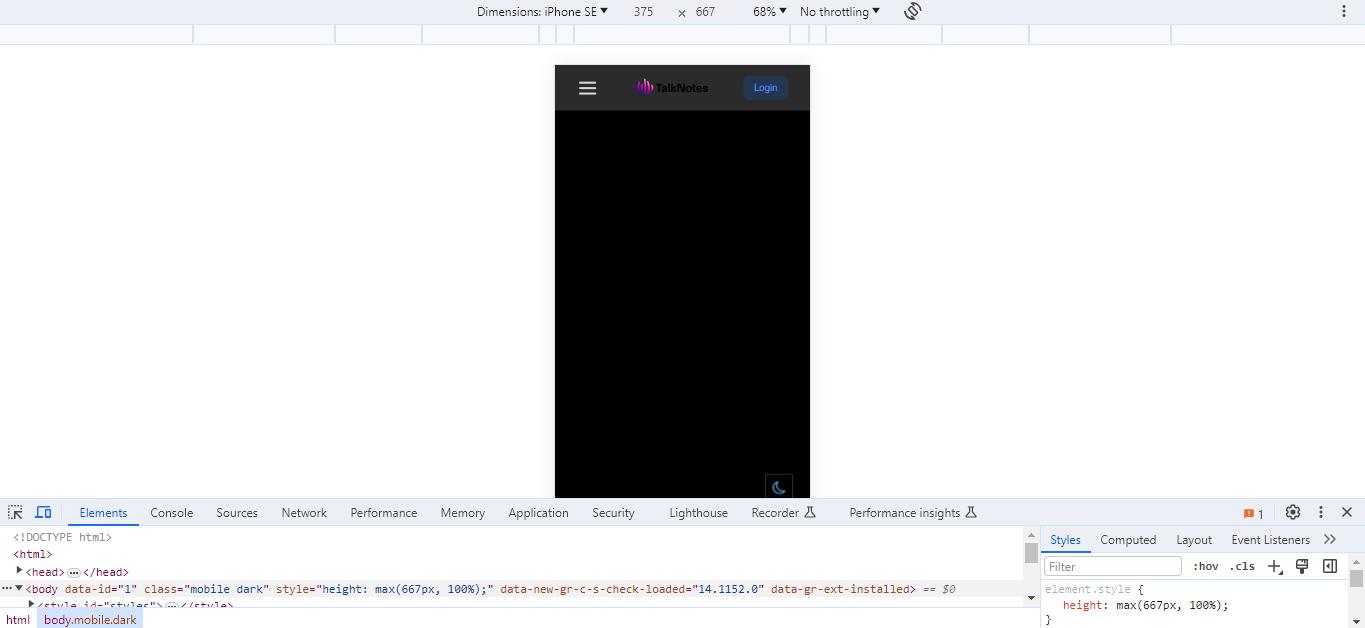 Dimensions: iPhone SE 375 × 667 68% No throttling
TalkNotes
Login
Elements Console Sources Network Performance Memory Application Security Lighthouse Recorder Performance insights 1
<!DOCTYPE html>
<html>
<head> ⋯ </head>
<body data-id="1" class="mobile dark" style="height: max(667px, 100%);" data-new-gr-c-s-check-loaded="14.1152.0" data-gr-ext-installed> == $0
<style id="styles"> ⋯ </style>
html body.mobile.dark
Styles Computed Layout Event Listeners
Filter :hov .cls
element.style {
height: max(667px, 100%);
}